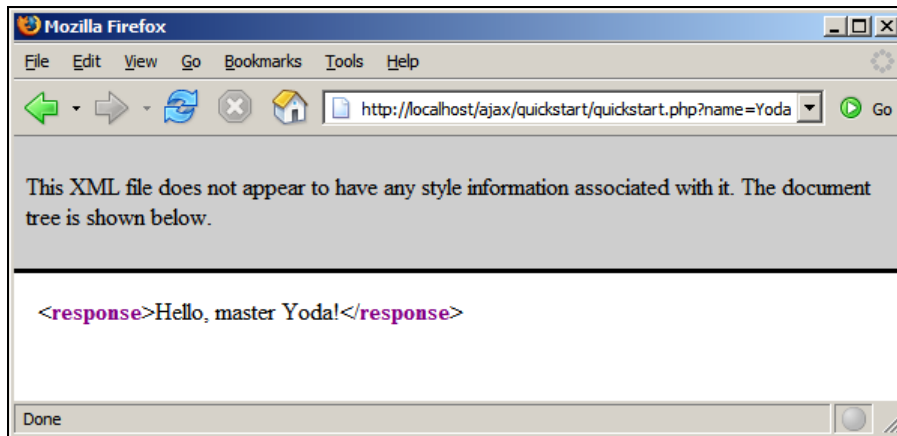 Mozilla Firefox
File Edit View Go Bookmarks Tools Help
http://localhost/ajax/quickstart/quickstart.php?name=Yoda Go
This XML file does not appear to have any style information associated with it. The document
tree is shown below.
<response>Hello, master Yoda!</response>
Done